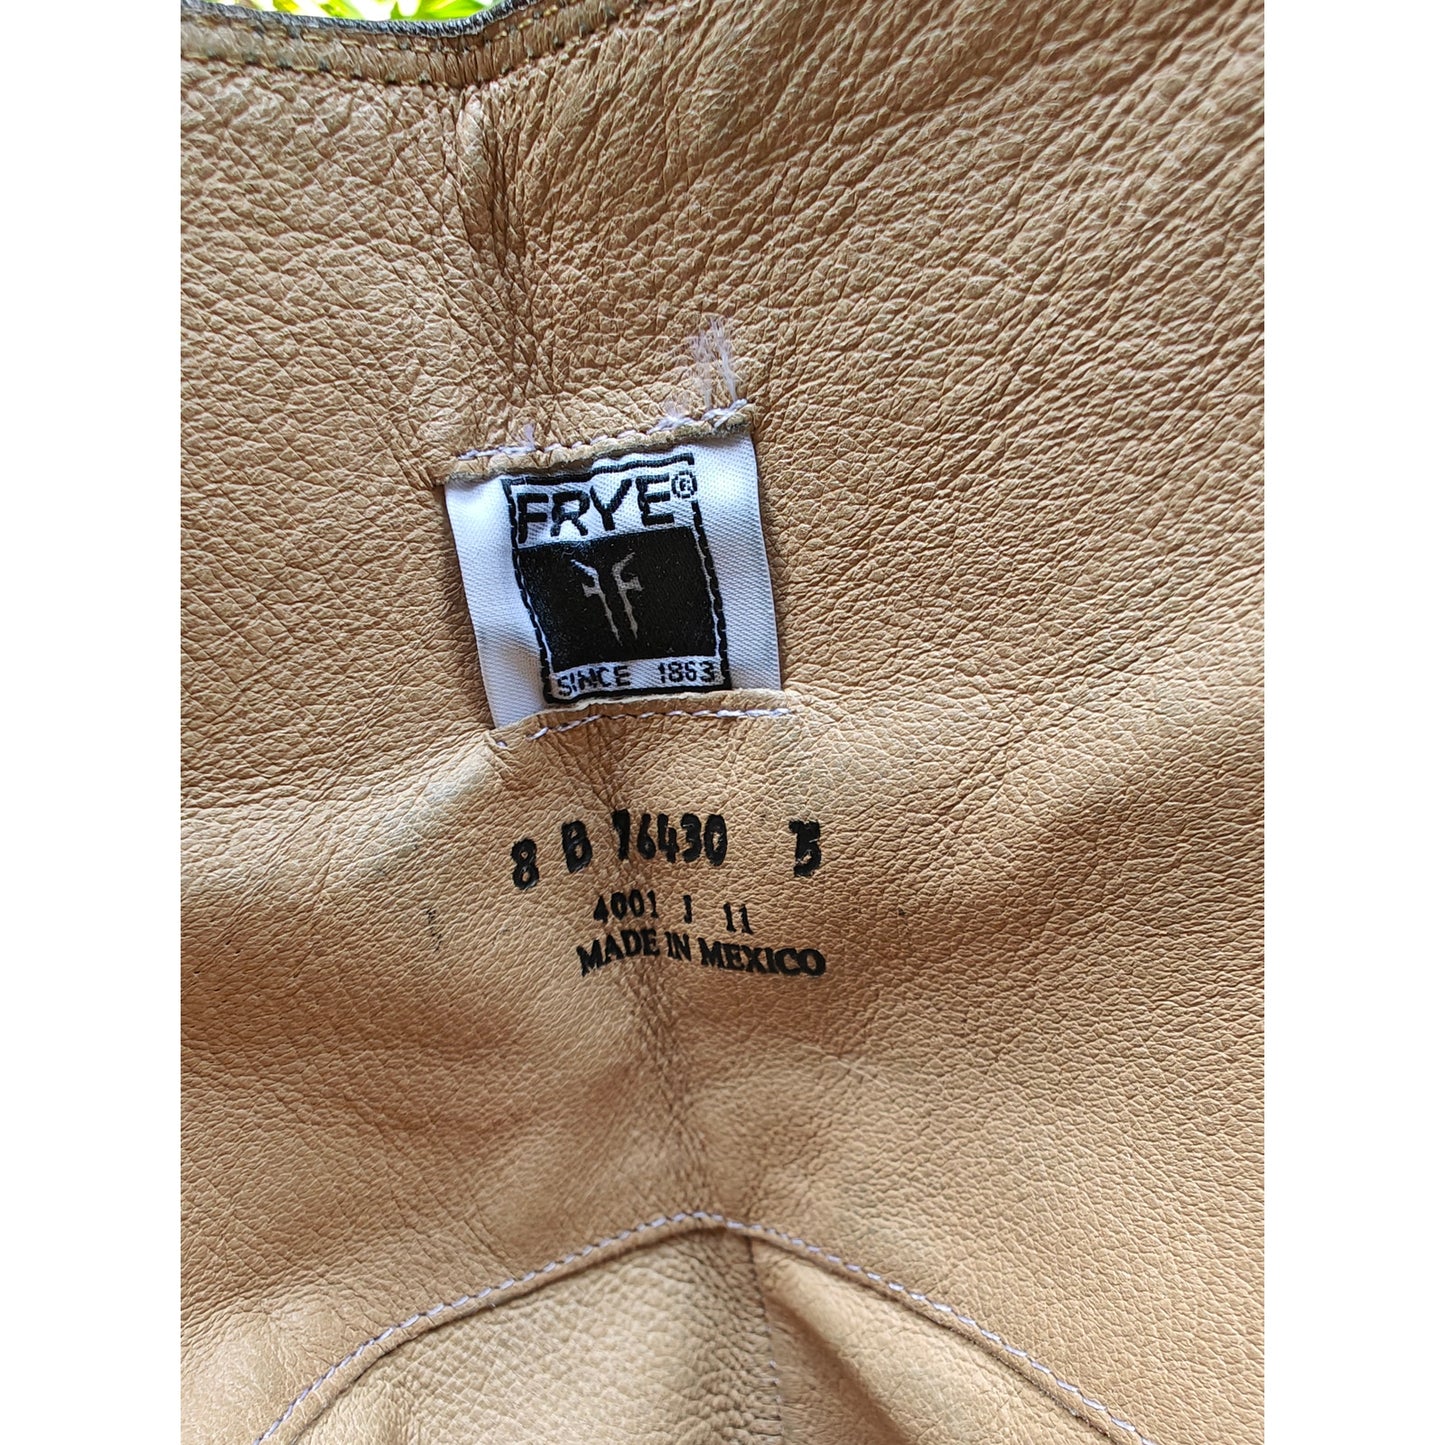 FRYE®
SINCE 1863
8 B 76430
4001 I 11
MADE IN MEXICO